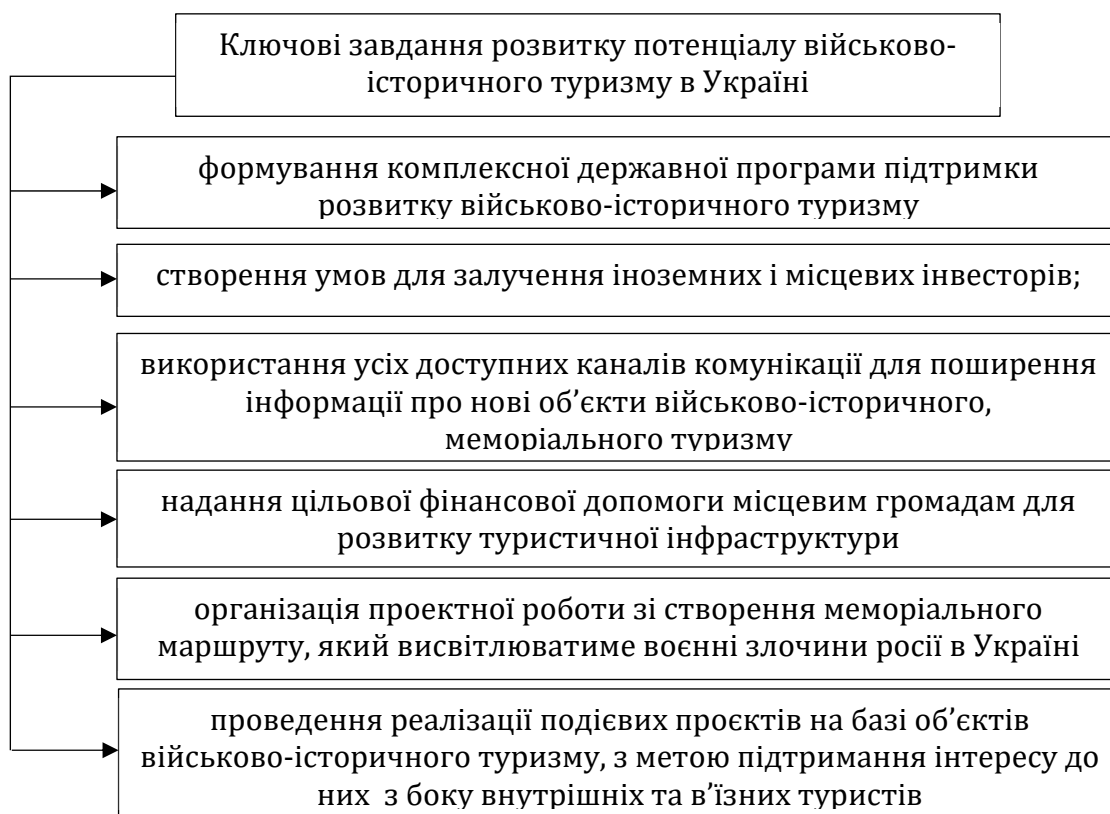 Ключові завдання розвитку потенціалу військово-
історичного туризму в Україні
формування комплексної державної програми підтримки
розвитку військово-історичного туризму
створення умов для залучення іноземних і місцевих інвесторів;
використання усіх доступних каналів комунікації для поширення
інформації про нові об’єкти військово-історичного,
меморіального туризму
надання цільової фінансової допомоги місцевим громадам для
розвитку туристичної інфраструктури
організація проектної роботи зі створення меморіального
маршруту, який висвітлюватиме воєнні злочини росії в Україні
проведення реалізації подієвих проєктів на базі об’єктів
військово-історичного туризму, з метою підтримання інтересу до
них з боку внутрішніх та в’їзних туристів